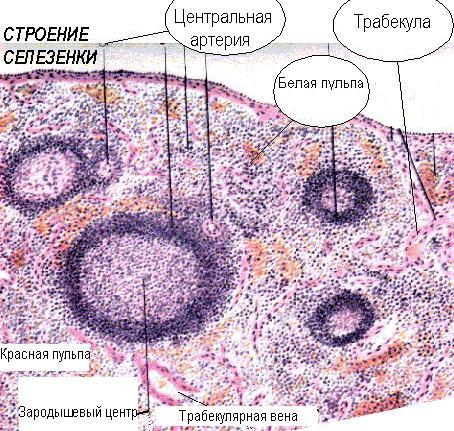 СТРОЕНИЕ
СЕЛЕЗЕНКИ
Центральная
артерия
Трабекула
Белая пульпа
Красная пульпа
Зародышевый центр
Трабекулярная вена